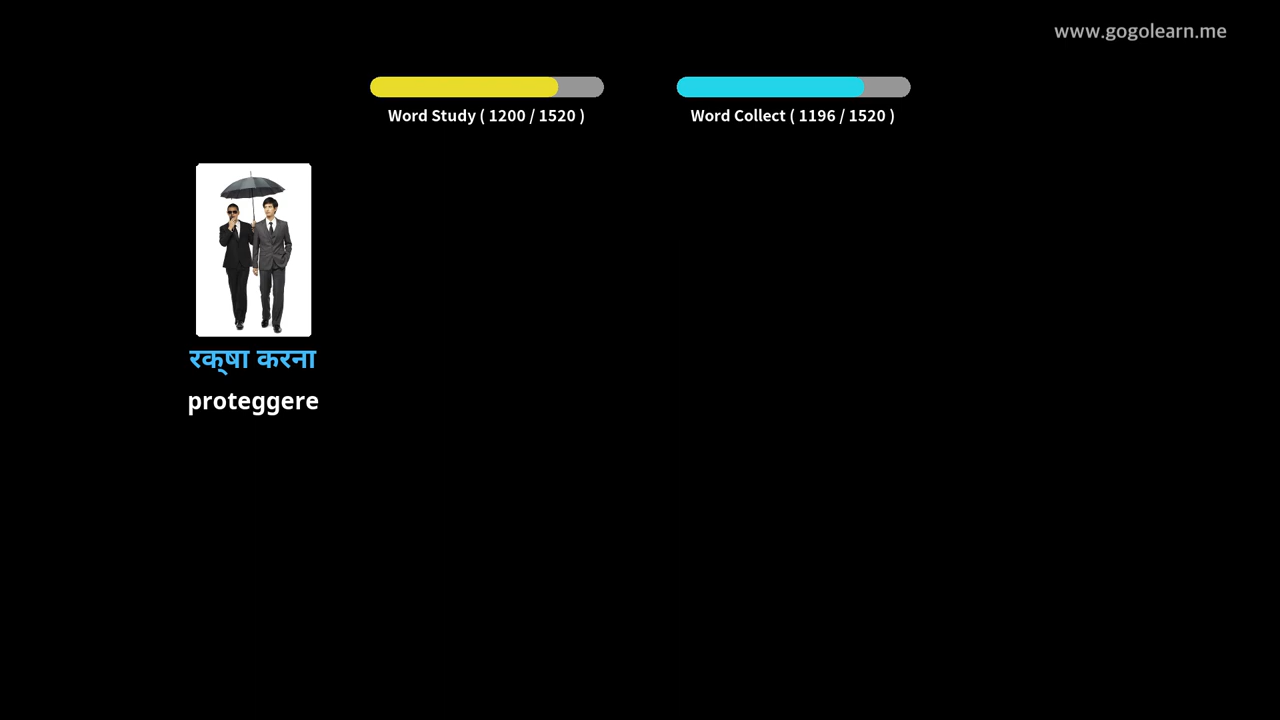 www.gogolearn.me
Word Study ( 1200 / 1520 )
Word Collect ( 1196 / 1520 )
रक्षा करना
proteggere